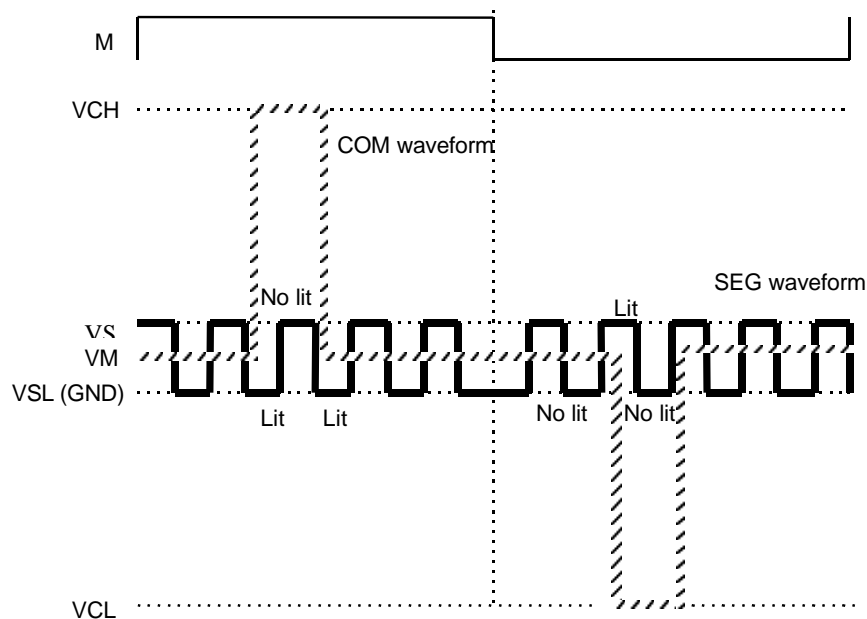 M
VCH
COM waveform
SEG waveform
No lit
Lit
VS
VM
VSL (GND)
Lit
Lit
No lit
No lit
VCL